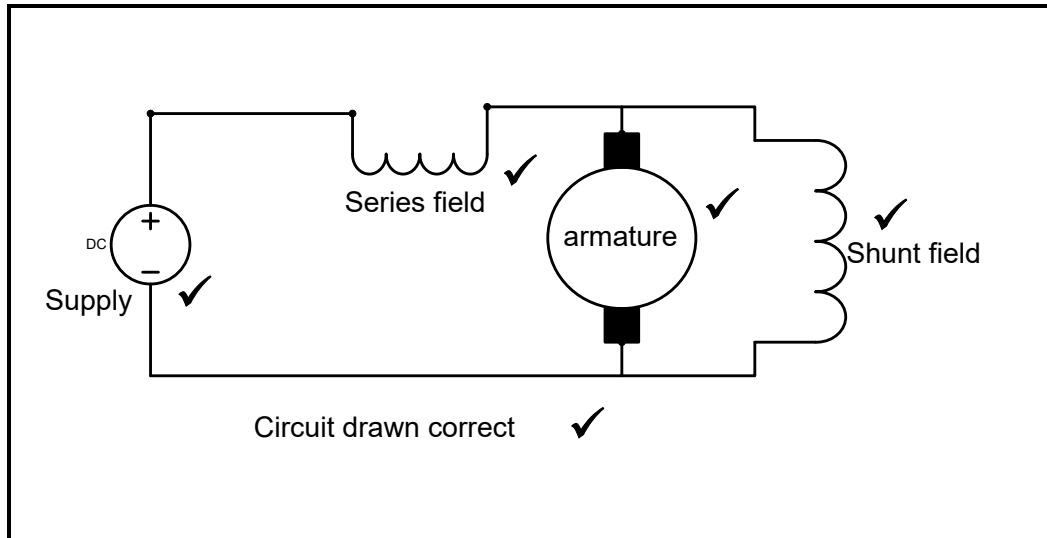 Series field
armature
DC
+
−
Supply
Shunt field
Circuit drawn correct